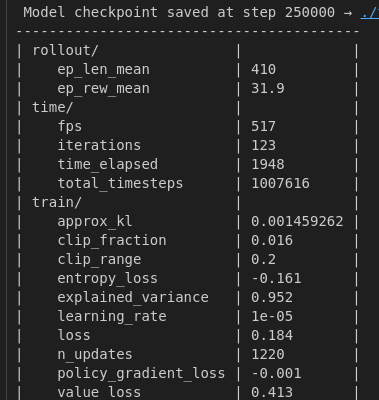 Model checkpoint saved at step 250000 → ./
----------------------------------------
| rollout/                |             |
|    ep_len_mean          | 410         |
|    ep_rew_mean          | 31.9        |
| time/                   |             |
|    fps                  | 517         |
|    iterations           | 123         |
|    time_elapsed         | 1948        |
|    total_timesteps      | 1007616     |
| train/                  |             |
|    approx_kl            | 0.001459262 |
|    clip_fraction        | 0.016       |
|    clip_range           | 0.2         |
|    entropy_loss         | -0.161      |
|    explained_variance   | 0.952       |
|    learning_rate        | 1e-05       |
|    loss                 | 0.184       |
|    n_updates            | 1220        |
|    policy_gradient_loss | -0.001      |
|    value_loss           | 0.413       |